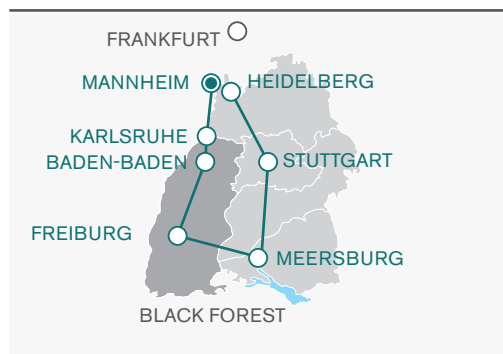 FRANKFURT
MANNHEIM
HEIDELBERG
KARLSRUHE
BADEN-BADEN
STUTTGART
FREIBURG
MEERSBURG
BLACK FOREST